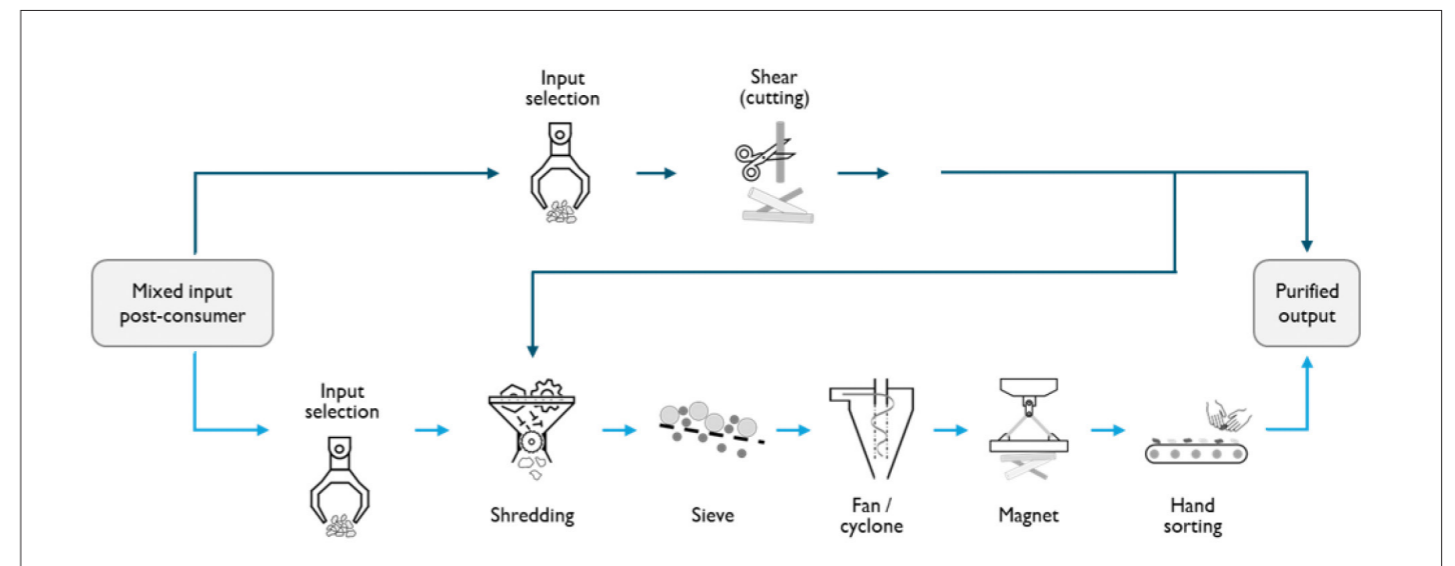 Input
selection
Shear
(cutting)
Mixed input
post-consumer
Purified
output
Input
selection
Shredding
Sieve
Fan /
cyclone
Magnet
Hand
sorting